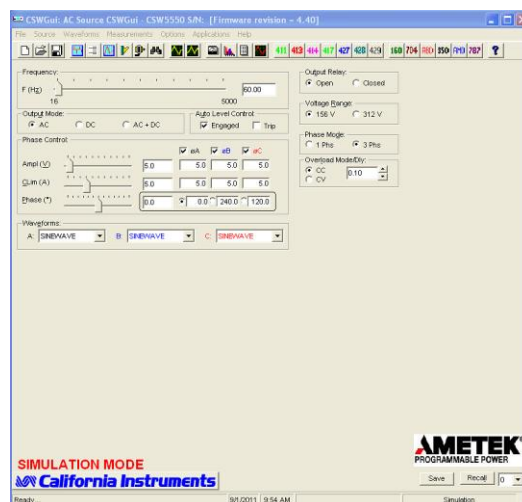 CSWGui: AC Source CSWGui - CSW5550 S/N: [Firmware revision - 4.40]
File Source Waveforms Measurements Options Applications Help
411 413 414 417 427 428 429 160 704 ABD 350 AMD 787 ?
Frequency:
F (Hz) 60.00
16 5000
Output Relay:
Open Closed
Voltage Range:
156 V 312 V
Output Mode:
AC DC AC + DC
Auto Level Control:
Engaged Trip
Phase Mode:
1 Phs 3 Phs
Phase Control:
øA øB øC
Ampl (V) 5.0 5.0 5.0 5.0
CLim (A) 5.0 5.0 5.0 5.0
Phase (°) 0.0 0.0 240.0 120.0
Overload Mode/Dly:
CC 0.10
CV
Waveforms:
A: SINEWAVE B: SINEWAVE C: SINEWAVE
SIMULATION MODE
California Instruments
AMETEK
PROGRAMMABLE POWER
Save Recall 0
Ready... 9/1/2011 9:54 AM Simulation